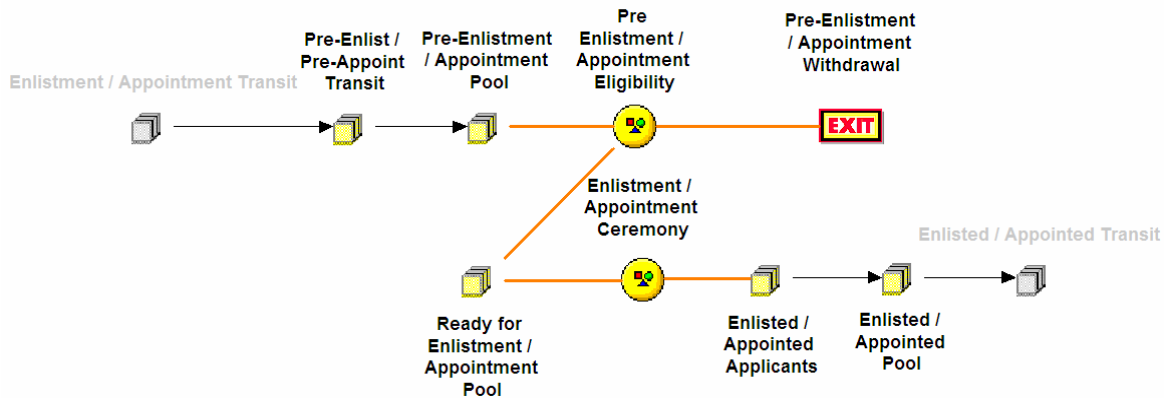 Enlistment / Appointment Transit
Pre-Enlist /
Pre-Appoint
Transit
Pre-Enlistment
/ Appointment
Pool
Pre
Enlistment /
Appointment
Eligibility
Pre-Enlistment
/ Appointment
Withdrawal
EXIT
Enlistment /
Appointment
Ceremony
Enlisted / Appointed Transit
Ready for
Enlistment /
Appointment
Pool
Enlisted /
Appointed
Applicants
Enlisted /
Appointed
Pool